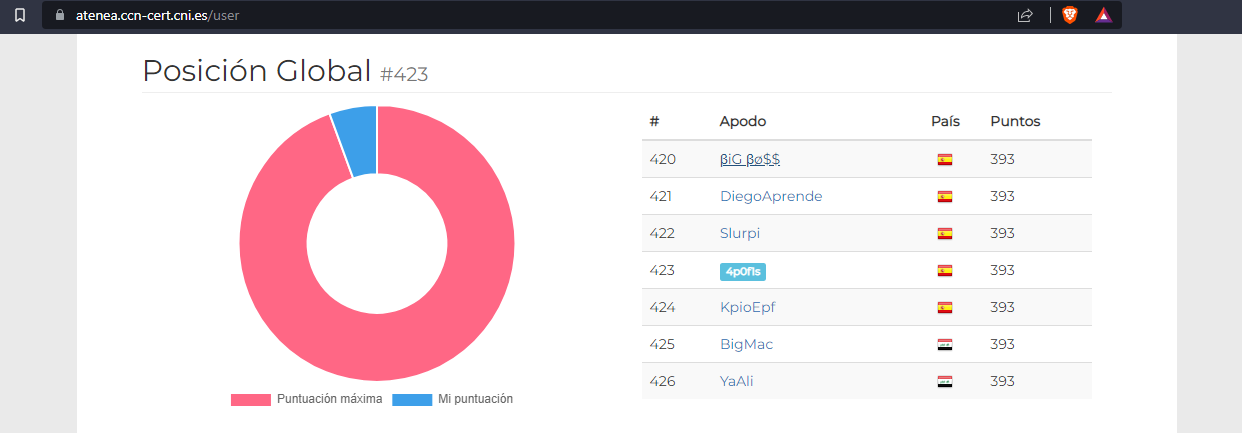 atenea.ccn-cert.cni.es/user
Posición Global #423
# Apodo País Puntos
420 βiG βø$$ 393
421 DiegoAprende 393
422 Slurpi 393
423 4p0f1s 393
424 KpioEpf 393
425 BigMac 393
426 YaAli 393
Puntuación máxima Mi puntuación